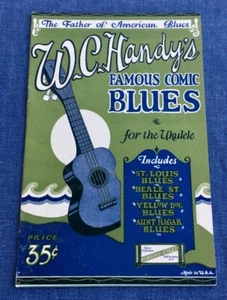 The Father of American Blues
W.C. Handy's
FAMOUS COMIC
BLUES
for the Ukulele
Includes
ST. LOUIS
BLUES
BEALE ST.
BLUES
YELLOW DOG
BLUES
AUNT HAGAR
BLUES
PRICE
35¢
Made in U.S.A.